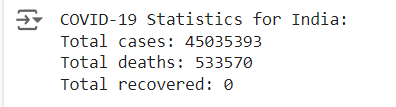 COVID-19 Statistics for India:
Total cases: 45035393
Total deaths: 533570
Total recovered: 0